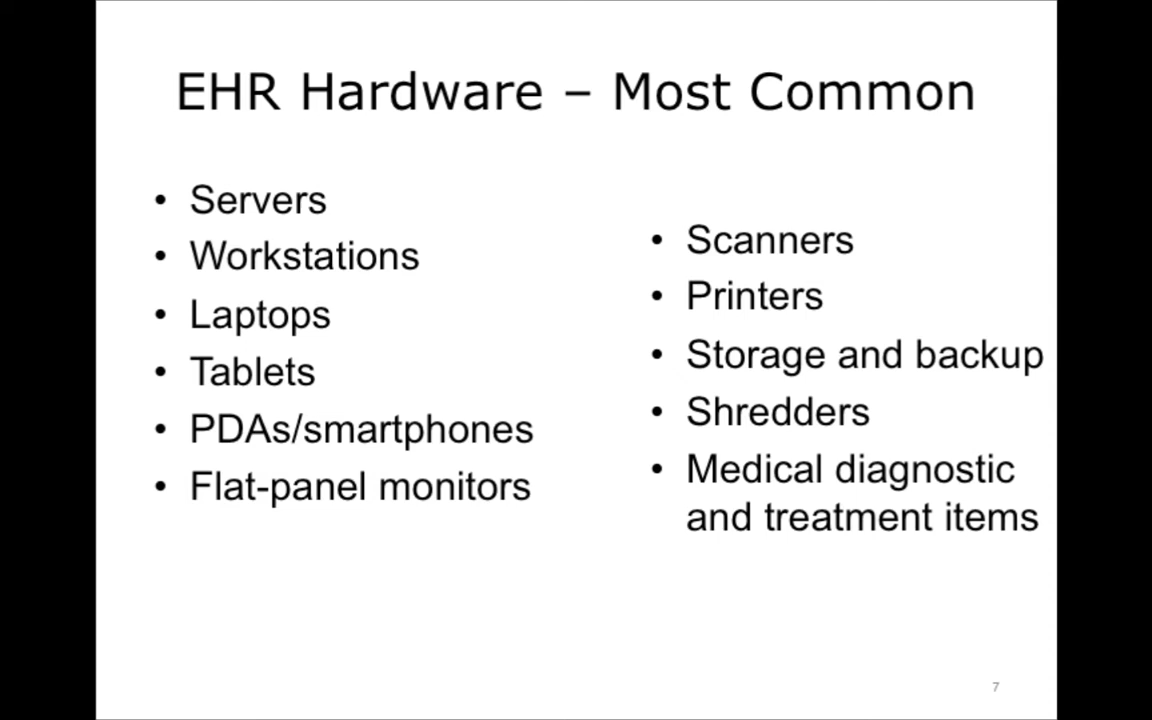 EHR Hardware – Most Common
• Servers
• Workstations
• Laptops
• Tablets
• PDAs/smartphones
• Flat-panel monitors
• Scanners
• Printers
• Storage and backup
• Shredders
• Medical diagnostic
and treatment items
7